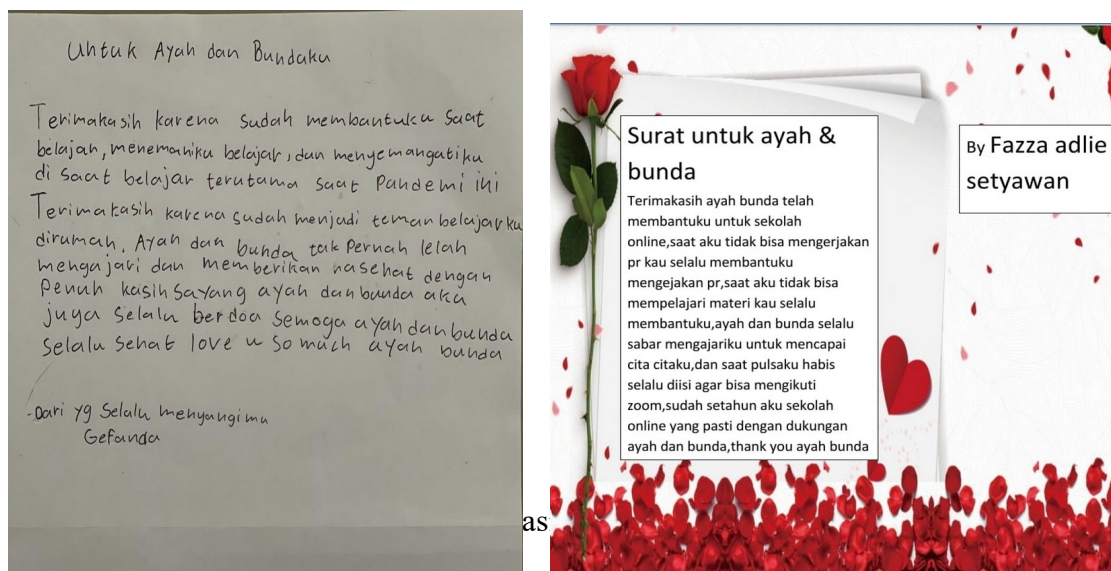 Untuk Ayah dan Bundaku
Terimakasih karena sudah membantuku saat
belajar, menemaniku belajar, dan menyemangatiku
di saat belajar terutama saat Pandemi ini
Terimakasih karena sudah menjadi teman belajarku
dirumah. Ayah dan bunda tak pernah lelah
mengajari dan memberikan nasehat dengan
penuh kasih sayang ayah dan bunda aku
juga selalu berdoa semoga ayah dan bunda
selalu sehat love u so much ayah bunda
-Dari yg selalu menyangimu
Gefanda
Surat untuk ayah &
bunda
Terimakasih ayah bunda telah
membantuku untuk sekolah
online,saat aku tidak bisa mengerjakan
pr kau selalu membantuku
mengejakan pr,saat aku tidak bisa
mempelajari materi kau selalu
membantuku,ayah dan bunda selalu
sabar mengajariku untuk mencapai
cita citaku,dan saat pulsaku habis
selalu diisi agar bisa mengikuti
zoom,sudah setahun aku sekolah
online yang pasti dengan dukungan
ayah dan bunda,thank you ayah bunda
By Fazza adlie
setyawan
as